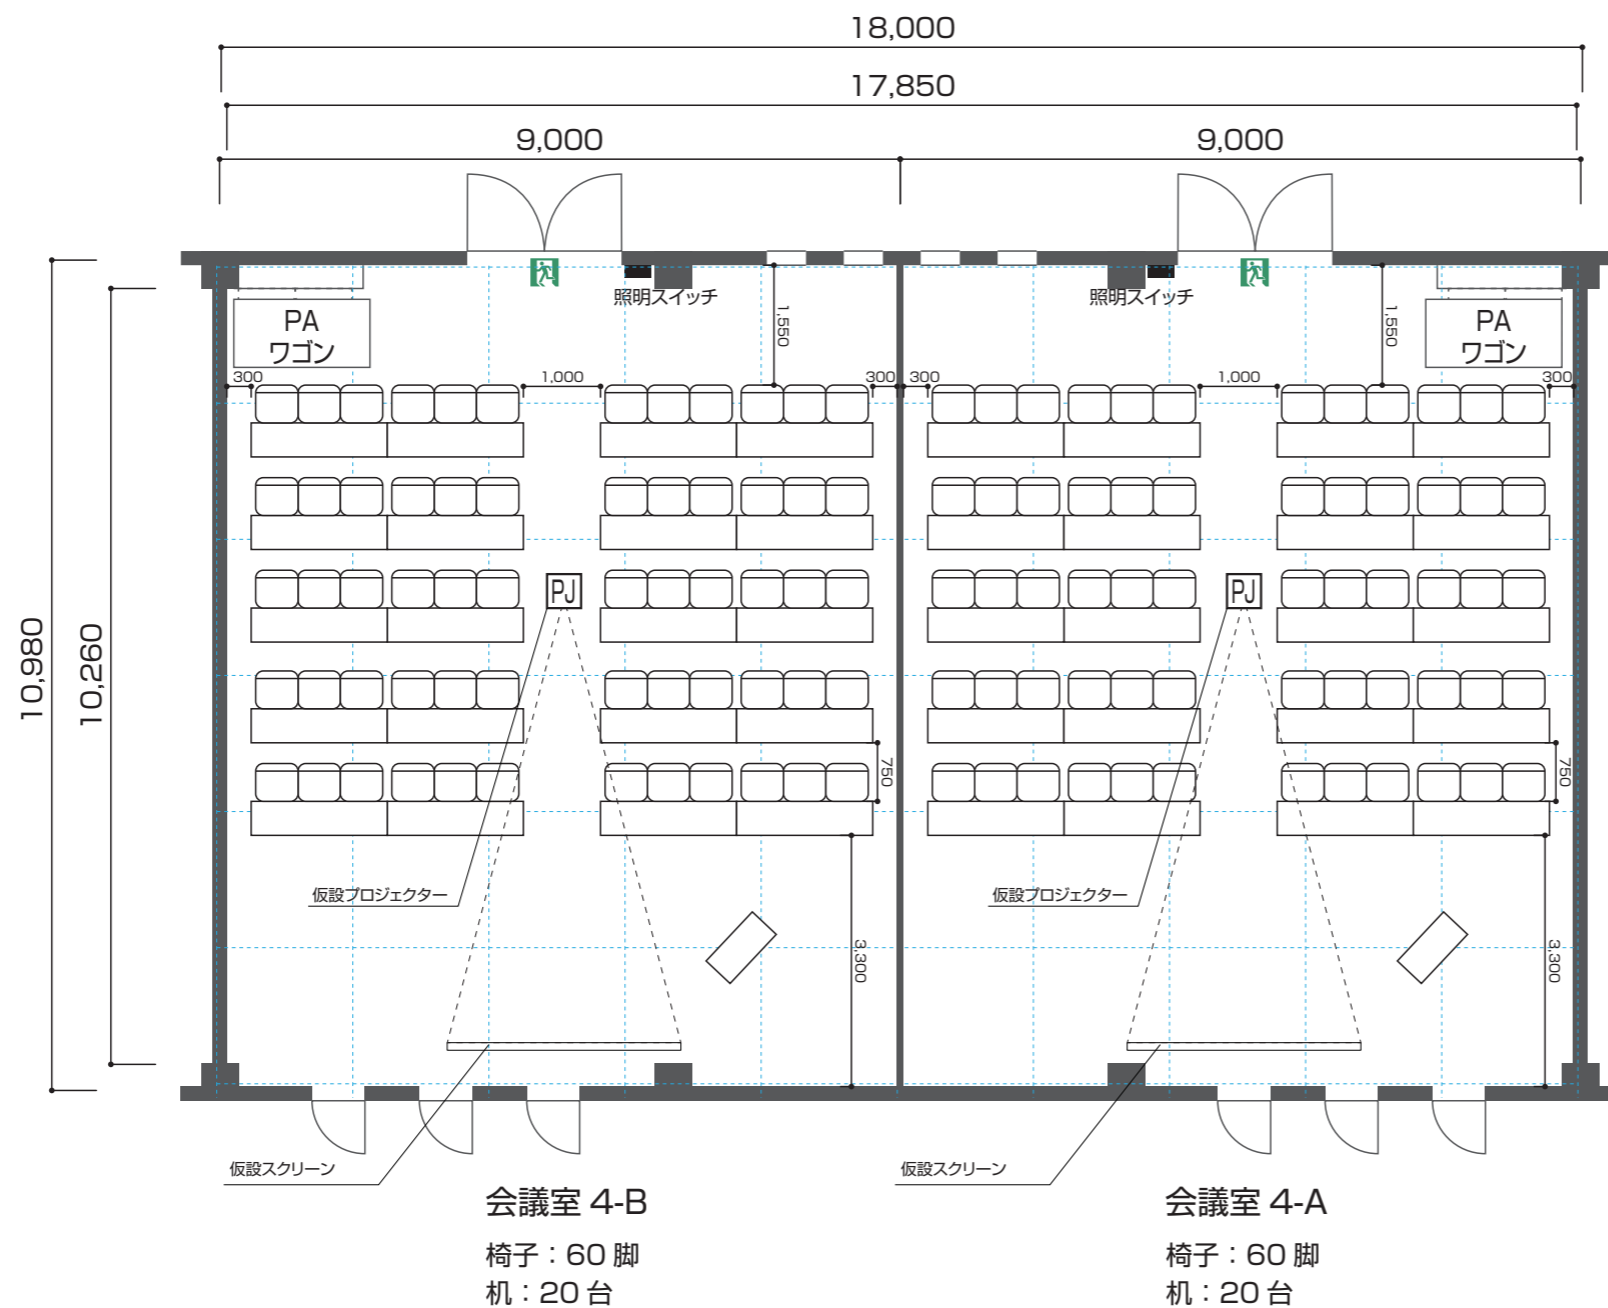 18,000
17,850
9,000
9,000
照明スイッチ
照明スイッチ
PA
ワゴン
PA
ワゴン
1,550
1,550
300
1,000
300
300
1,000
300
10,980
10,260
PJ
PJ
750
750
仮設プロジェクター
仮設プロジェクター
3,300
3,300
仮設スクリーン
仮設スクリーン
会議室 4-B
椅子：60 脚
机：20 台
会議室 4-A
椅子：60 脚
机：20 台